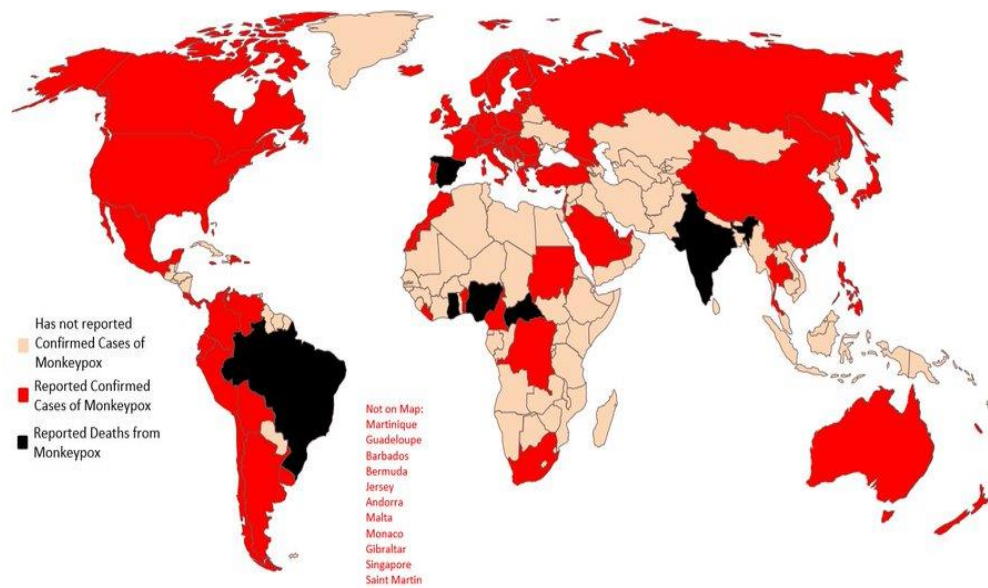 Has not reported
Confirmed Cases of
Monkeypox
Reported Confirmed
Cases of Monkeypox
Reported Deaths from
Monkeypox
Not on Map:
Martinique
Guadeloupe
Barbados
Bermuda
Jersey
Andorra
Malta
Monaco
Gibraltar
Singapore
Saint Martin